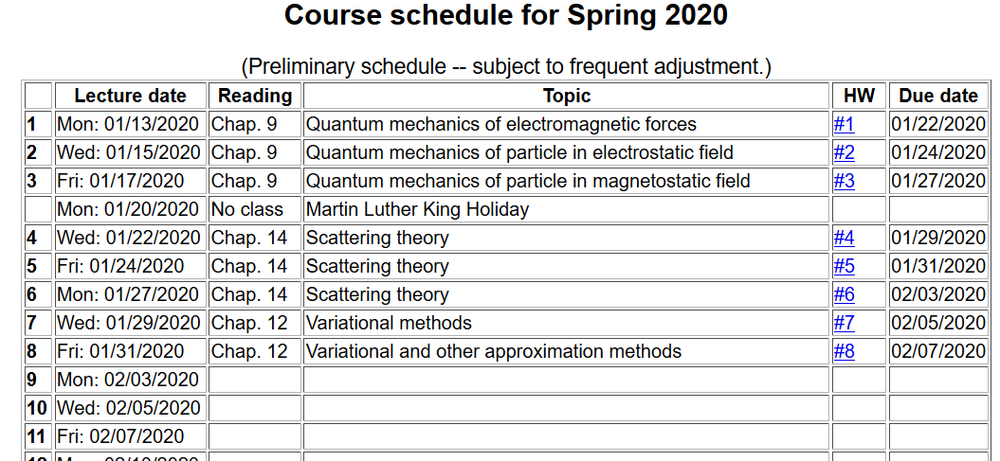 Course schedule for Spring 2020
(Preliminary schedule -- subject to frequent adjustment.)
Lecture date Reading Topic HW Due date
1 Mon: 01/13/2020 Chap. 9 Quantum mechanics of electromagnetic forces #1 01/22/2020
2 Wed: 01/15/2020 Chap. 9 Quantum mechanics of particle in electrostatic field #2 01/24/2020
3 Fri: 01/17/2020 Chap. 9 Quantum mechanics of particle in magnetostatic field #3 01/27/2020
Mon: 01/20/2020 No class Martin Luther King Holiday
4 Wed: 01/22/2020 Chap. 14 Scattering theory #4 01/29/2020
5 Fri: 01/24/2020 Chap. 14 Scattering theory #5 01/31/2020
6 Mon: 01/27/2020 Chap. 14 Scattering theory #6 02/03/2020
7 Wed: 01/29/2020 Chap. 12 Variational methods #7 02/05/2020
8 Fri: 01/31/2020 Chap. 12 Variational and other approximation methods #8 02/07/2020
9 Mon: 02/03/2020
10 Wed: 02/05/2020
11 Fri: 02/07/2020